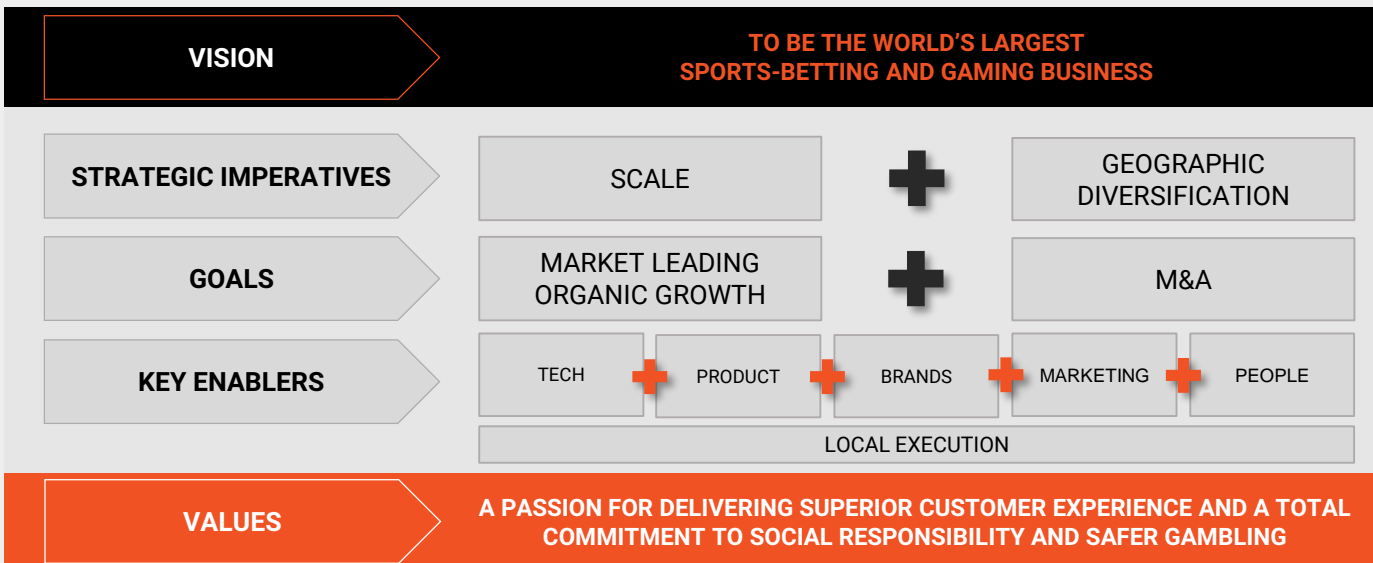 VISION
TO BE THE WORLD'S LARGEST
SPORTS-BETTING AND GAMING BUSINESS
STRATEGIC IMPERATIVES
SCALE
GEOGRAPHIC
DIVERSIFICATION
GOALS
MARKET LEADING
ORGANIC GROWTH
M&A
KEY ENABLERS
TECH
PRODUCT
BRANDS
MARKETING
PEOPLE
LOCAL EXECUTION
VALUES
A PASSION FOR DELIVERING SUPERIOR CUSTOMER EXPERIENCE AND A TOTAL
COMMITMENT TO SOCIAL RESPONSIBILITY AND SAFER GAMBLING